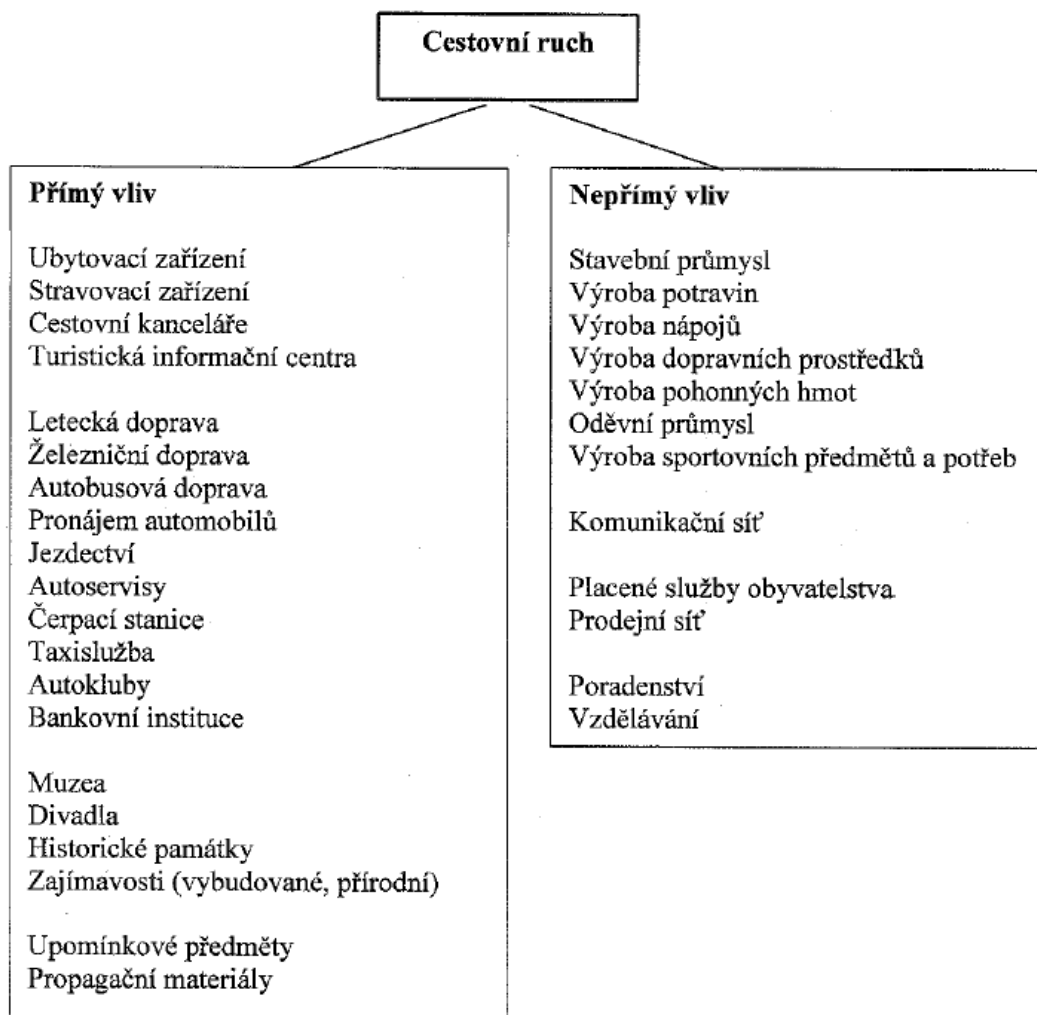 Cestovní ruch
Přímý vliv
Ubytovací zařízení
Stravovací zařízení
Cestovní kanceláře
Turistická informační centra
Letecká doprava
Železniční doprava
Autobusová doprava
Pronájem automobilů
Jezdectví
Autoservisy
Čerpací stanice
Taxislužba
Autokluby
Bankovní instituce
Muzea
Divadla
Historické památky
Zajímavosti (vybudované, přírodní)
Upomínkové předměty
Propagační materiály
Nepřímý vliv
Stavební průmysl
Výroba potravin
Výroba nápojů
Výroba dopravních prostředků
Výroba pohonných hmot
Oděvní průmysl
Výroba sportovních předmětů a potřeb
Komunikační síť
Placené služby obyvatelstva
Prodejní síť
Poradenství
Vzdělávání